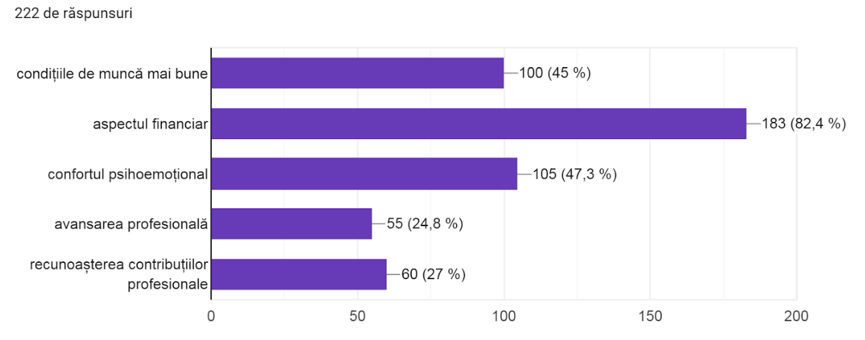 222 de răspunsuri
condițiile de muncă mai bune
100 (45 %)
aspectul financiar
183 (82,4 %)
confortul psihoemoțional
105 (47,3 %)
avansarea profesională
55 (24,8 %)
recunoașterea contribuțiilor
profesionale
60 (27 %)
0
50
100
150
200